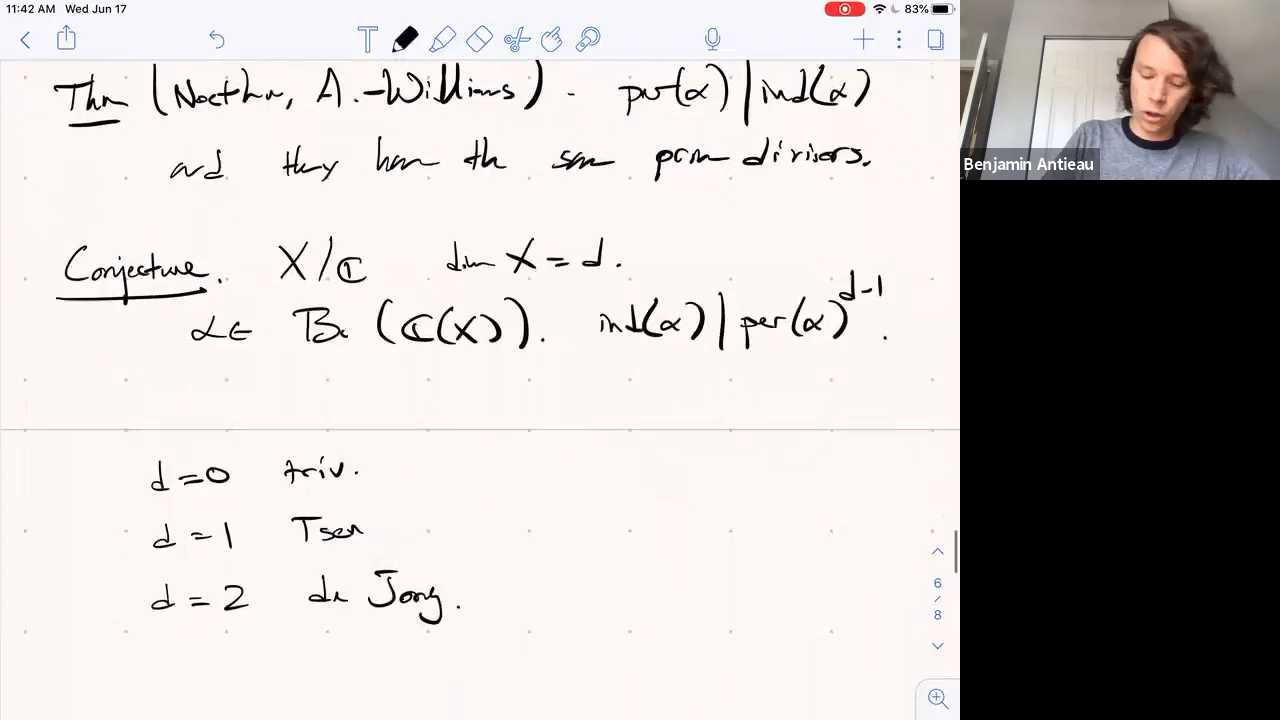 11:42 AM Wed Jun 17
83%
Thm (Noether, A.-Williams). per(α) | ind(α)
and they have the same prime divisors.
Conjecture. X/ℂ dim X = d.
α ∈ Br (ℂ(X)). ind(α) | per(α)^{d-1}.
d = 0 triv.
d = 1 Tsen
d = 2 de Jong.
6
/
8
Benjamin Antieau